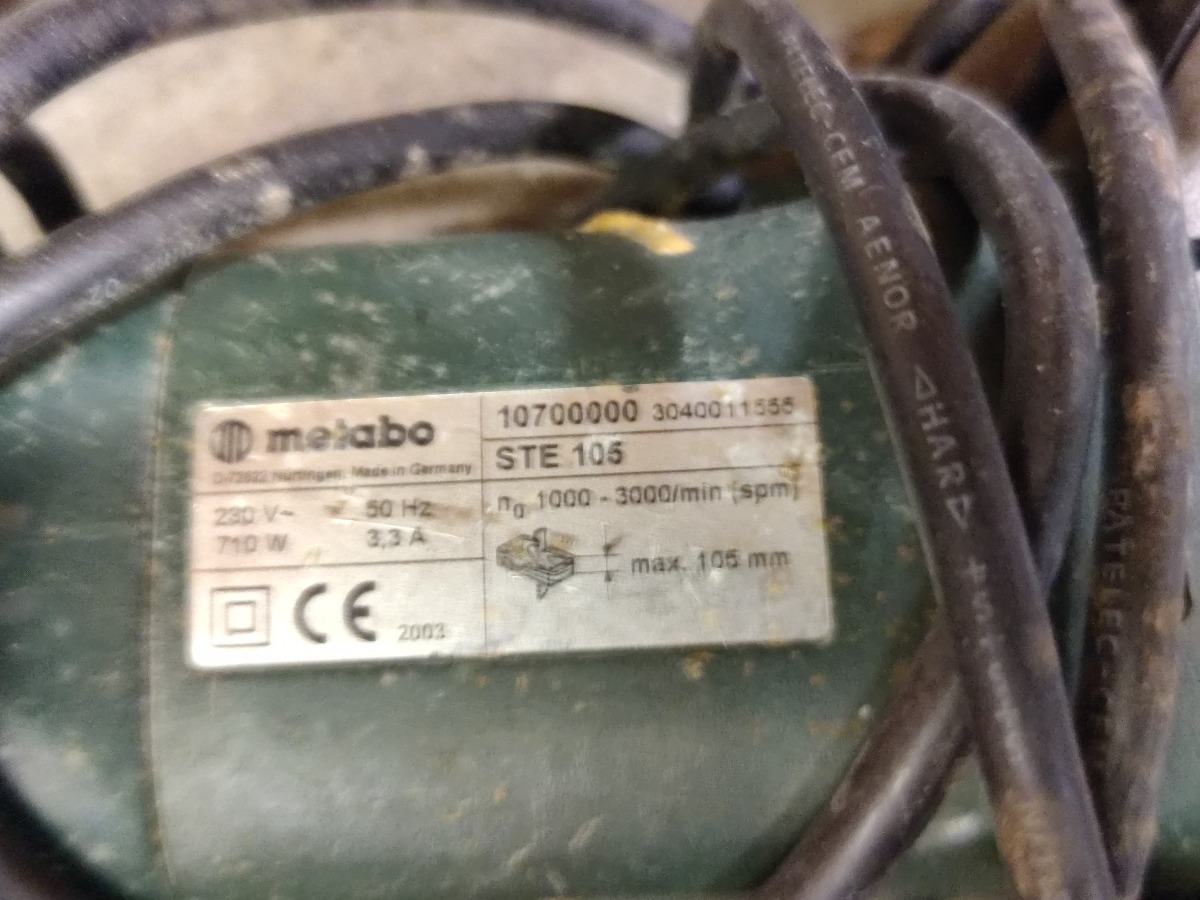 metabo
D-72622 Nürtingen, Made in Germany
230 V~ 50 Hz
710 W 3,3 A
CE 2003
10700000 3040011555
STE 105
n0 1000 - 3000/min (spm)
max. 105 mm
CEM AENOR ◁HAR▷
PATELEC